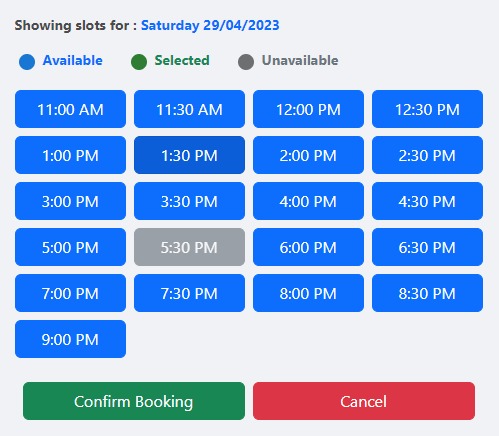 Showing slots for : Saturday 29/04/2023
Available Selected Unavailable
11:00 AM 11:30 AM 12:00 PM 12:30 PM
1:00 PM 1:30 PM 2:00 PM 2:30 PM
3:00 PM 3:30 PM 4:00 PM 4:30 PM
5:00 PM 5:30 PM 6:00 PM 6:30 PM
7:00 PM 7:30 PM 8:00 PM 8:30 PM
9:00 PM
Confirm Booking Cancel